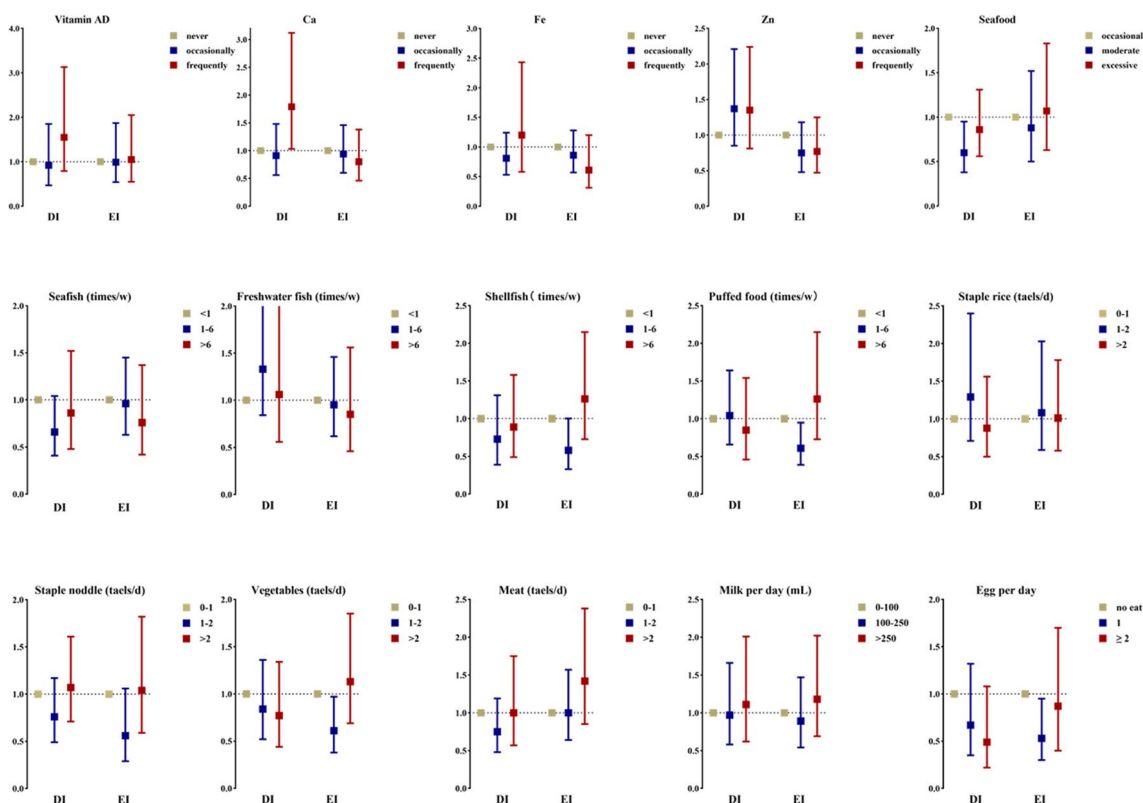 Vitamin AD
never
occasionally
frequently
4.0
3.0
2.0
1.0
0.0
DI EI
Ca
never
occasionally
frequently
3.0
2.5
2.0
1.5
1.0
0.5
0.0
DI EI
Fe
never
occasionally
frequently
3.0
2.5
2.0
1.5
1.0
0.5
0.0
DI EI
Zn
never
occasionally
frequently
2.5
2.0
1.5
1.0
0.5
0.0
DI EI
Seafood
occasional
moderate
excessive
2.0
1.5
1.0
0.5
0.0
DI EI
Seafish (times/w)
<1
1-6
>6
2.0
1.5
1.0
0.5
0.0
DI EI
Freshwater fish (times/w)
<1
1-6
>6
2.0
1.5
1.0
0.5
0.0
DI EI
Shellfish( times/w)
<1
1-6
>6
2.5
2.0
1.5
1.0
0.5
0.0
DI EI
Puffed food (times/w)
<1
1-6
>6
2.5
2.0
1.5
1.0
0.5
0.0
DI EI
Staple rice (taels/d)
0-1
1-2
>2
2.5
2.0
1.5
1.0
0.5
0.0
DI EI
Staple noddle (taels/d)
0-1
1-2
>2
2.0
1.5
1.0
0.5
0.0
DI EI
Vegetables (taels/d)
0-1
1-2
>2
2.0
1.5
1.0
0.5
0.0
DI EI
Meat (taels/d)
0-1
1-2
>2
2.5
2.0
1.5
1.0
0.5
0.0
DI EI
Milk per day (mL)
0-100
100-250
>250
2.5
2.0
1.5
1.0
0.5
0.0
DI EI
Egg per day
no eat
1
≥ 2
2.0
1.5
1.0
0.5
0.0
DI EI